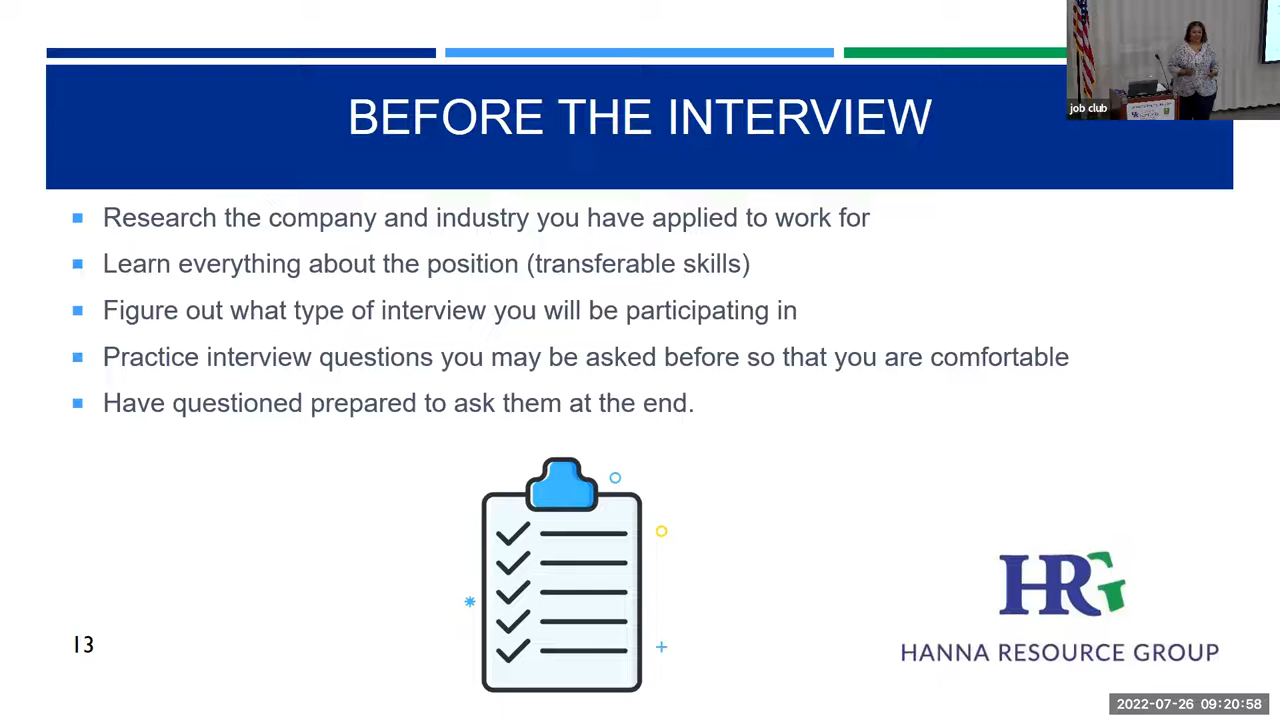 BEFORE THE INTERVIEW
job club
Research the company and industry you have applied to work for
Learn everything about the position (transferable skills)
Figure out what type of interview you will be participating in
Practice interview questions you may be asked before so that you are comfortable
Have questioned prepared to ask them at the end.
HRG
HANNA RESOURCE GROUP
13
2022-07-26 09:20:58